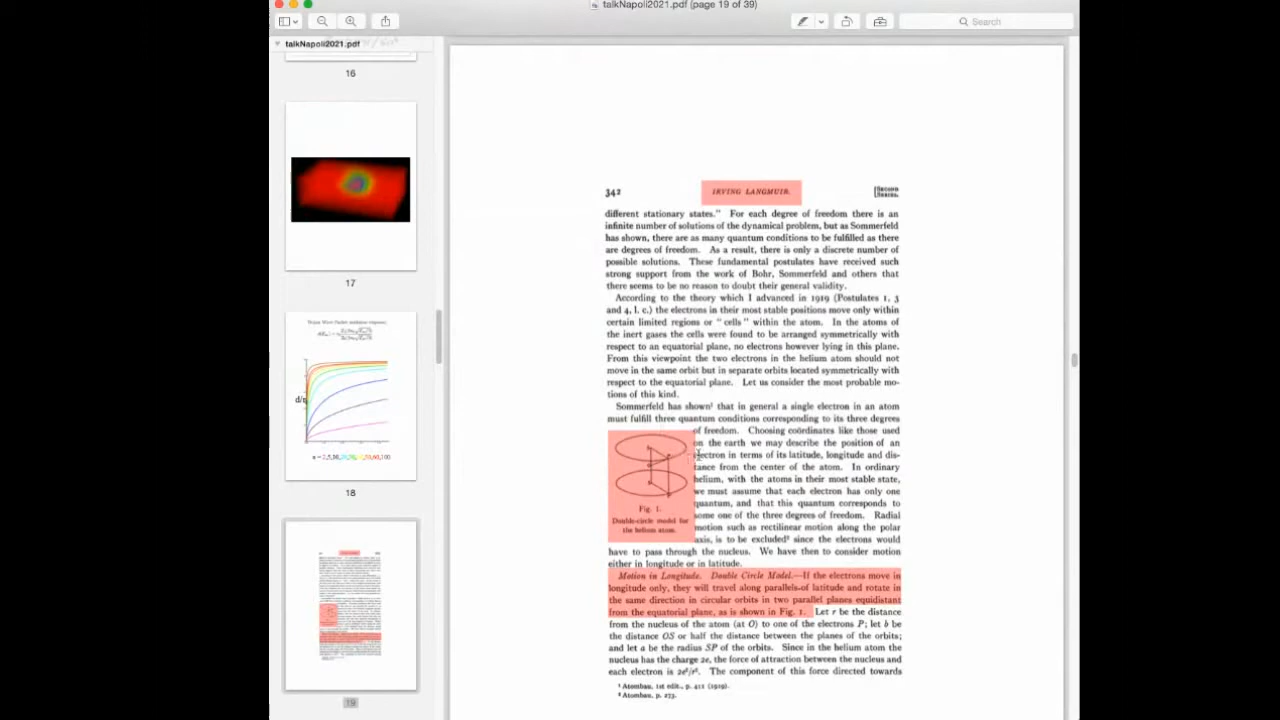 talkNapoli2021.pdf (page 19 of 39)
Search
talkNapoli2021.pdf
16
17
18
19
342
IRVING LANGMUIR.
[SECOND SERIES.
different stationary states." For each degree of freedom there is an
infinite number of solutions of the dynamical problem, but as Sommerfeld
has shown, there are as many quantum conditions to be fulfilled as there
are degrees of freedom. As a result, there is only a discrete number of
possible solutions. These fundamental postulates have received such
strong support from the work of Bohr, Sommerfeld and others that
there seems to be no reason to doubt their general validity.
According to the theory which I advanced in 1919 (Postulates 1, 3
and 4, l. c.) the electrons in their most stable positions move only within
certain limited regions or "cells" within the atom. In the atoms of
the inert gases the cells were found to be arranged symmetrically with
respect to an equatorial plane, no electrons however lying in this plane.
From this viewpoint the two electrons in the helium atom should not
move in the same orbit but in separate orbits located symmetrically with
respect to the equatorial plane. Let us consider the most probable mo-
tions of this kind.
Sommerfeld has shown¹ that in general a single electron in an atom
must fulfill three quantum conditions corresponding to its three degrees
of freedom. Choosing coördinates like those used
on the earth we may describe the position of an
electron in terms of its latitude, longitude and dis-
tance from the center of the atom. In ordinary
helium, with the atoms in their most stable state,
we must assume that each electron has only one
quantum, and that this quantum corresponds to
some one of the three degrees of freedom. Radial
motion such as rectilinear motion along the polar
axis, is to be excluded² since the electrons would
Fig. 1.
Double-circle model for
the helium atom.
have to pass through the nucleus. We have then to consider motion
either in longitude or in latitude.
Motion in Longitude. Double Circle Model.—If the electrons move in
longitude only, they will travel along parallels of latitude and rotate in
the same direction in circular orbits in two parallel planes equidistant
from the equatorial plane, as is shown in Fig. 1. Let r be the distance
from the nucleus of the atom (at O) to one of the electrons P; let b be
the distance OS or half the distance between the planes of the orbits;
and let a be the radius SP of the orbits. Since in the helium atom the
nucleus has the charge 2e, the force of attraction between the nucleus and
each electron is 2e²/r². The component of this force directed towards
¹ Atombau, 1st edit., p. 411 (1919).
² Atombau, p. 273.